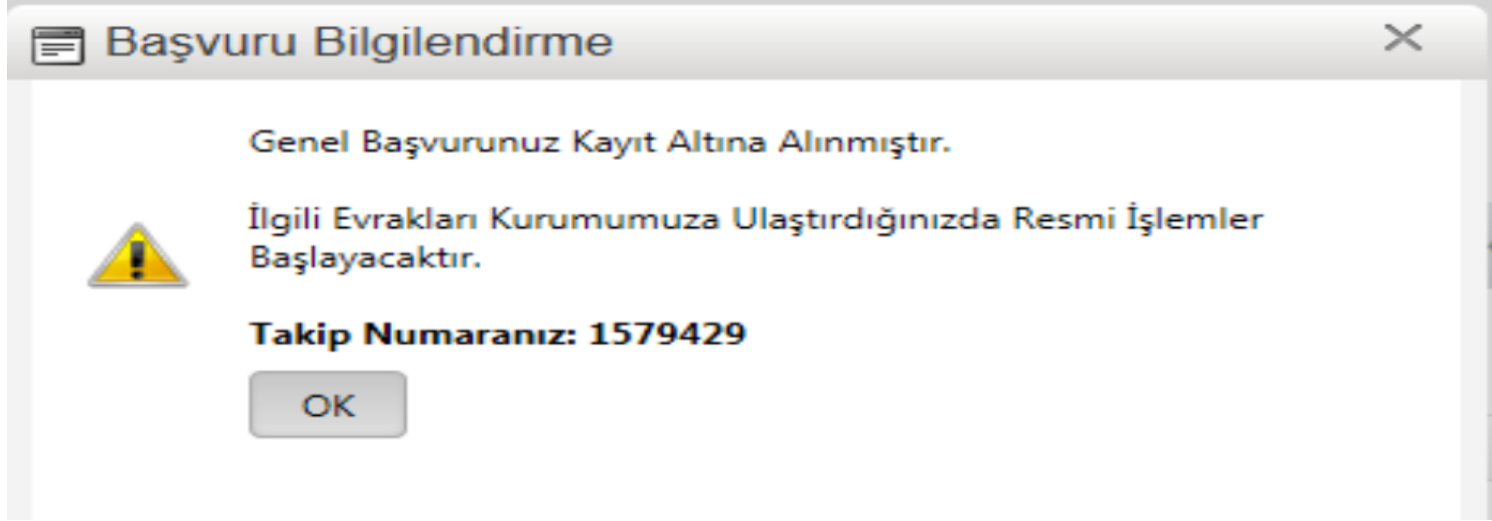 Başvuru Bilgilendirme
Genel Başvurunuz Kayıt Altına Alınmıştır.
İlgili Evrakları Kurumumuza Ulaştırdığınızda Resmi İşlemler
Başlayacaktır.
Takip Numaranız: 1579429
OK